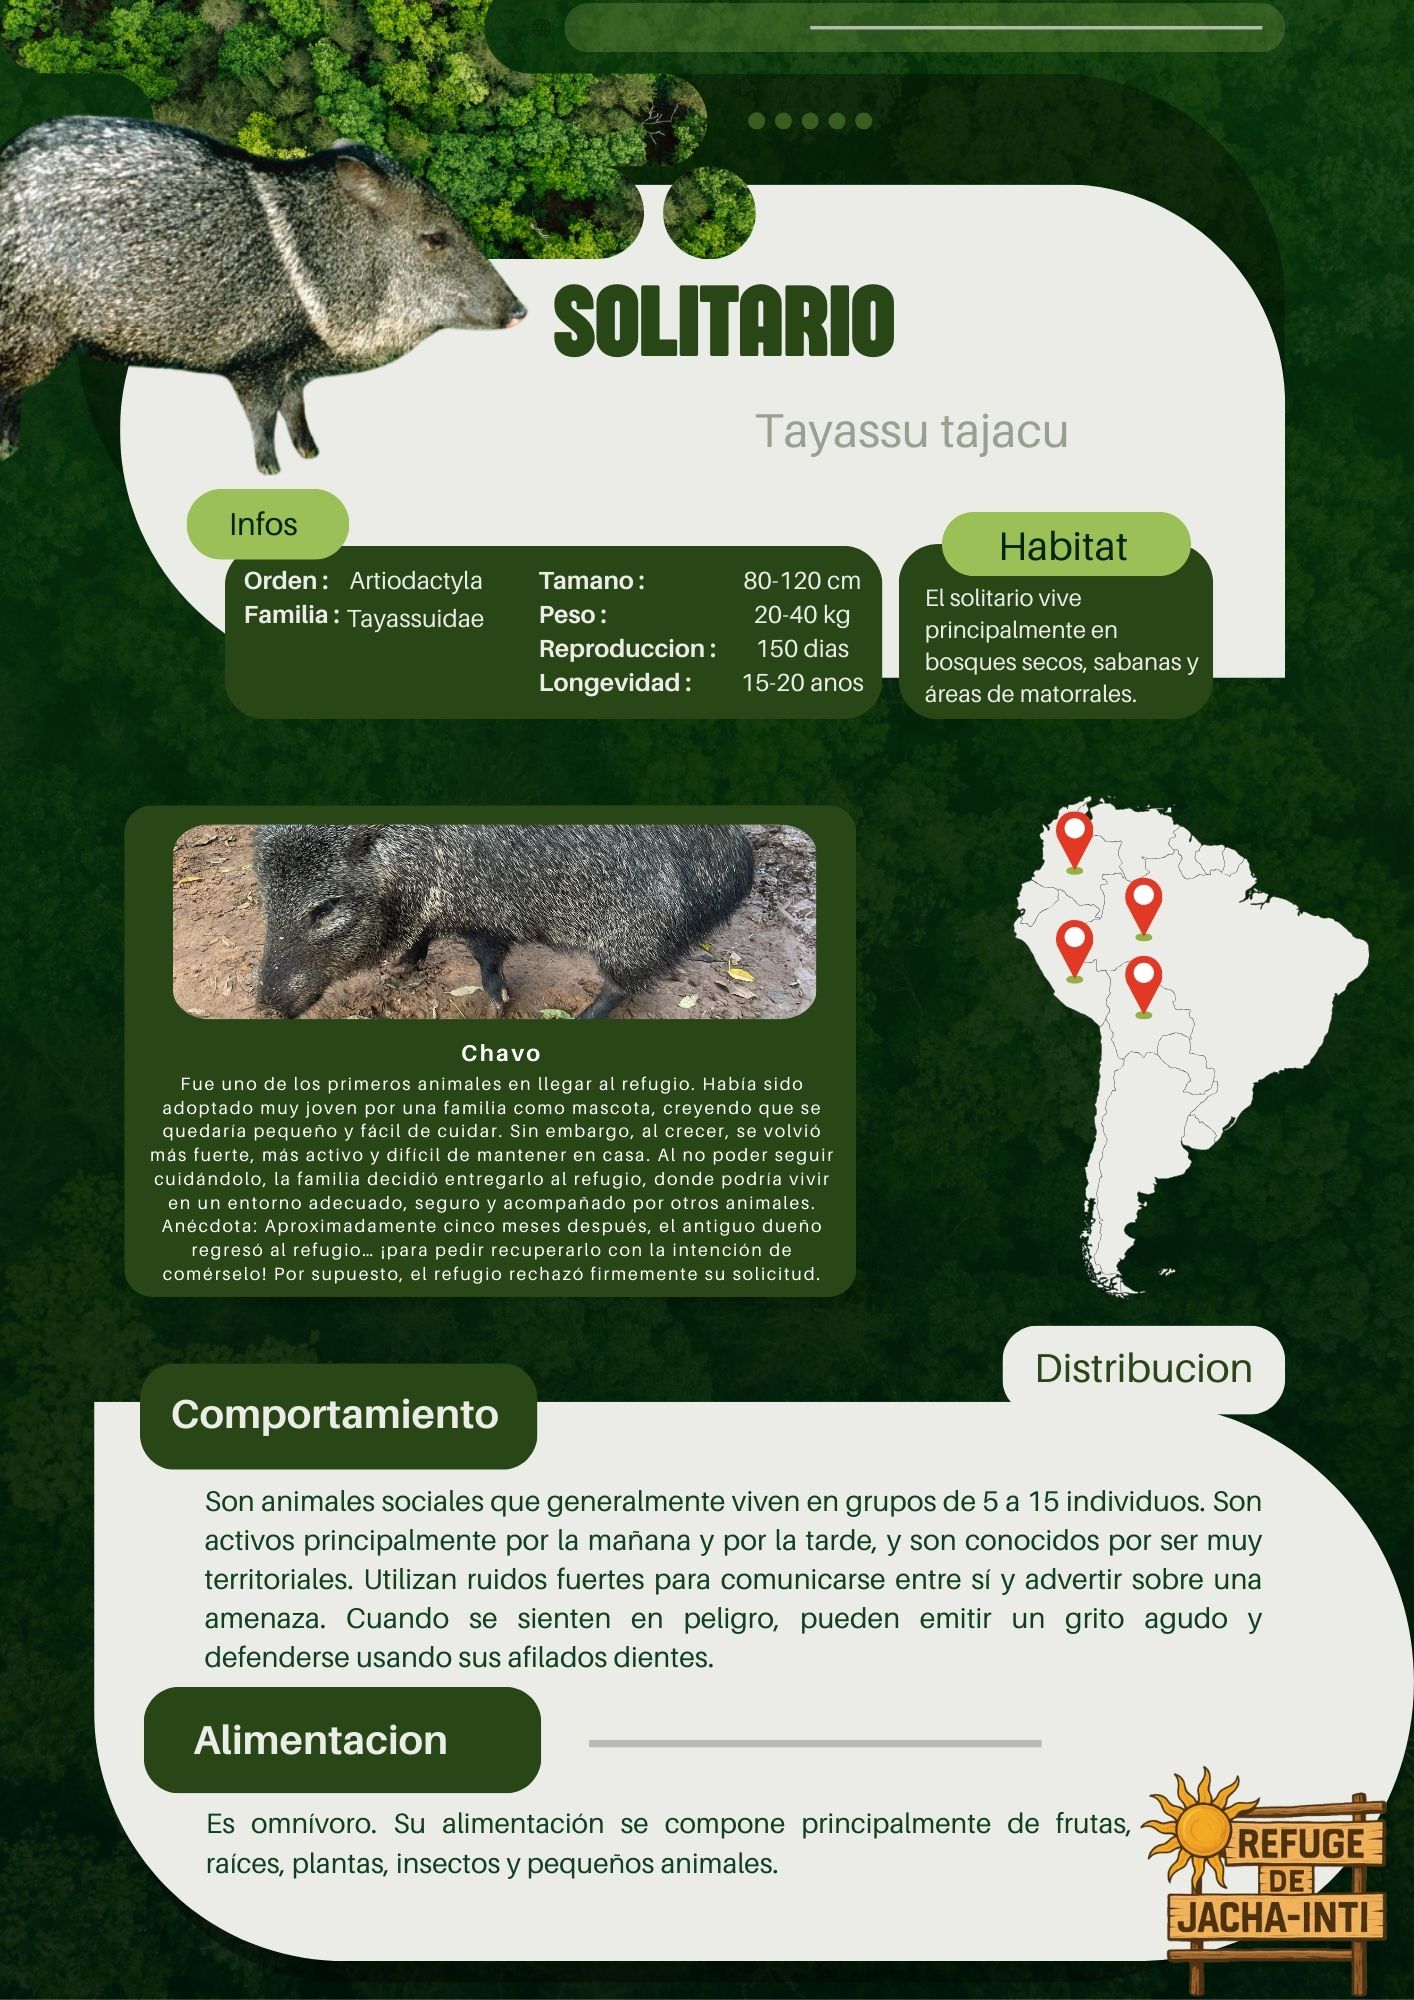 SOLITARIO
Tayassu tajacu
Infos
Orden : Artiodactyla
Familia : Tayassuidae
Tamano : 80-120 cm
Peso : 20-40 kg
Reproduccion : 150 dias
Longevidad : 15-20 anos
Habitat
El solitario vive
principalmente en
bosques secos, sabanas y
áreas de matorrales.
Chavo
Fue uno de los primeros animales en llegar al refugio. Había sido
adoptado muy joven por una familia como mascota, creyendo que se
quedaría pequeño y fácil de cuidar. Sin embargo, al crecer, se volvió
más fuerte, más activo y difícil de mantener en casa. Al no poder seguir
cuidándolo, la familia decidió entregarlo al refugio, donde podría vivir
en un entorno adecuado, seguro y acompañado por otros animales.
Anécdota: Aproximadamente cinco meses después, el antiguo dueño
regresó al refugio… ¡para pedir recuperarlo con la intención de
comérselo! Por supuesto, el refugio rechazó firmemente su solicitud.
Distribucion
Comportamiento
Son animales sociales que generalmente viven en grupos de 5 a 15 individuos. Son
activos principalmente por la mañana y por la tarde, y son conocidos por ser muy
territoriales. Utilizan ruidos fuertes para comunicarse entre sí y advertir sobre una
amenaza. Cuando se sienten en peligro, pueden emitir un grito agudo y
defenderse usando sus afilados dientes.
Alimentacion
Es omnívoro. Su alimentación se compone principalmente de frutas,
raíces, plantas, insectos y pequeños animales.
REFUGE
DE
JACHA-INTI